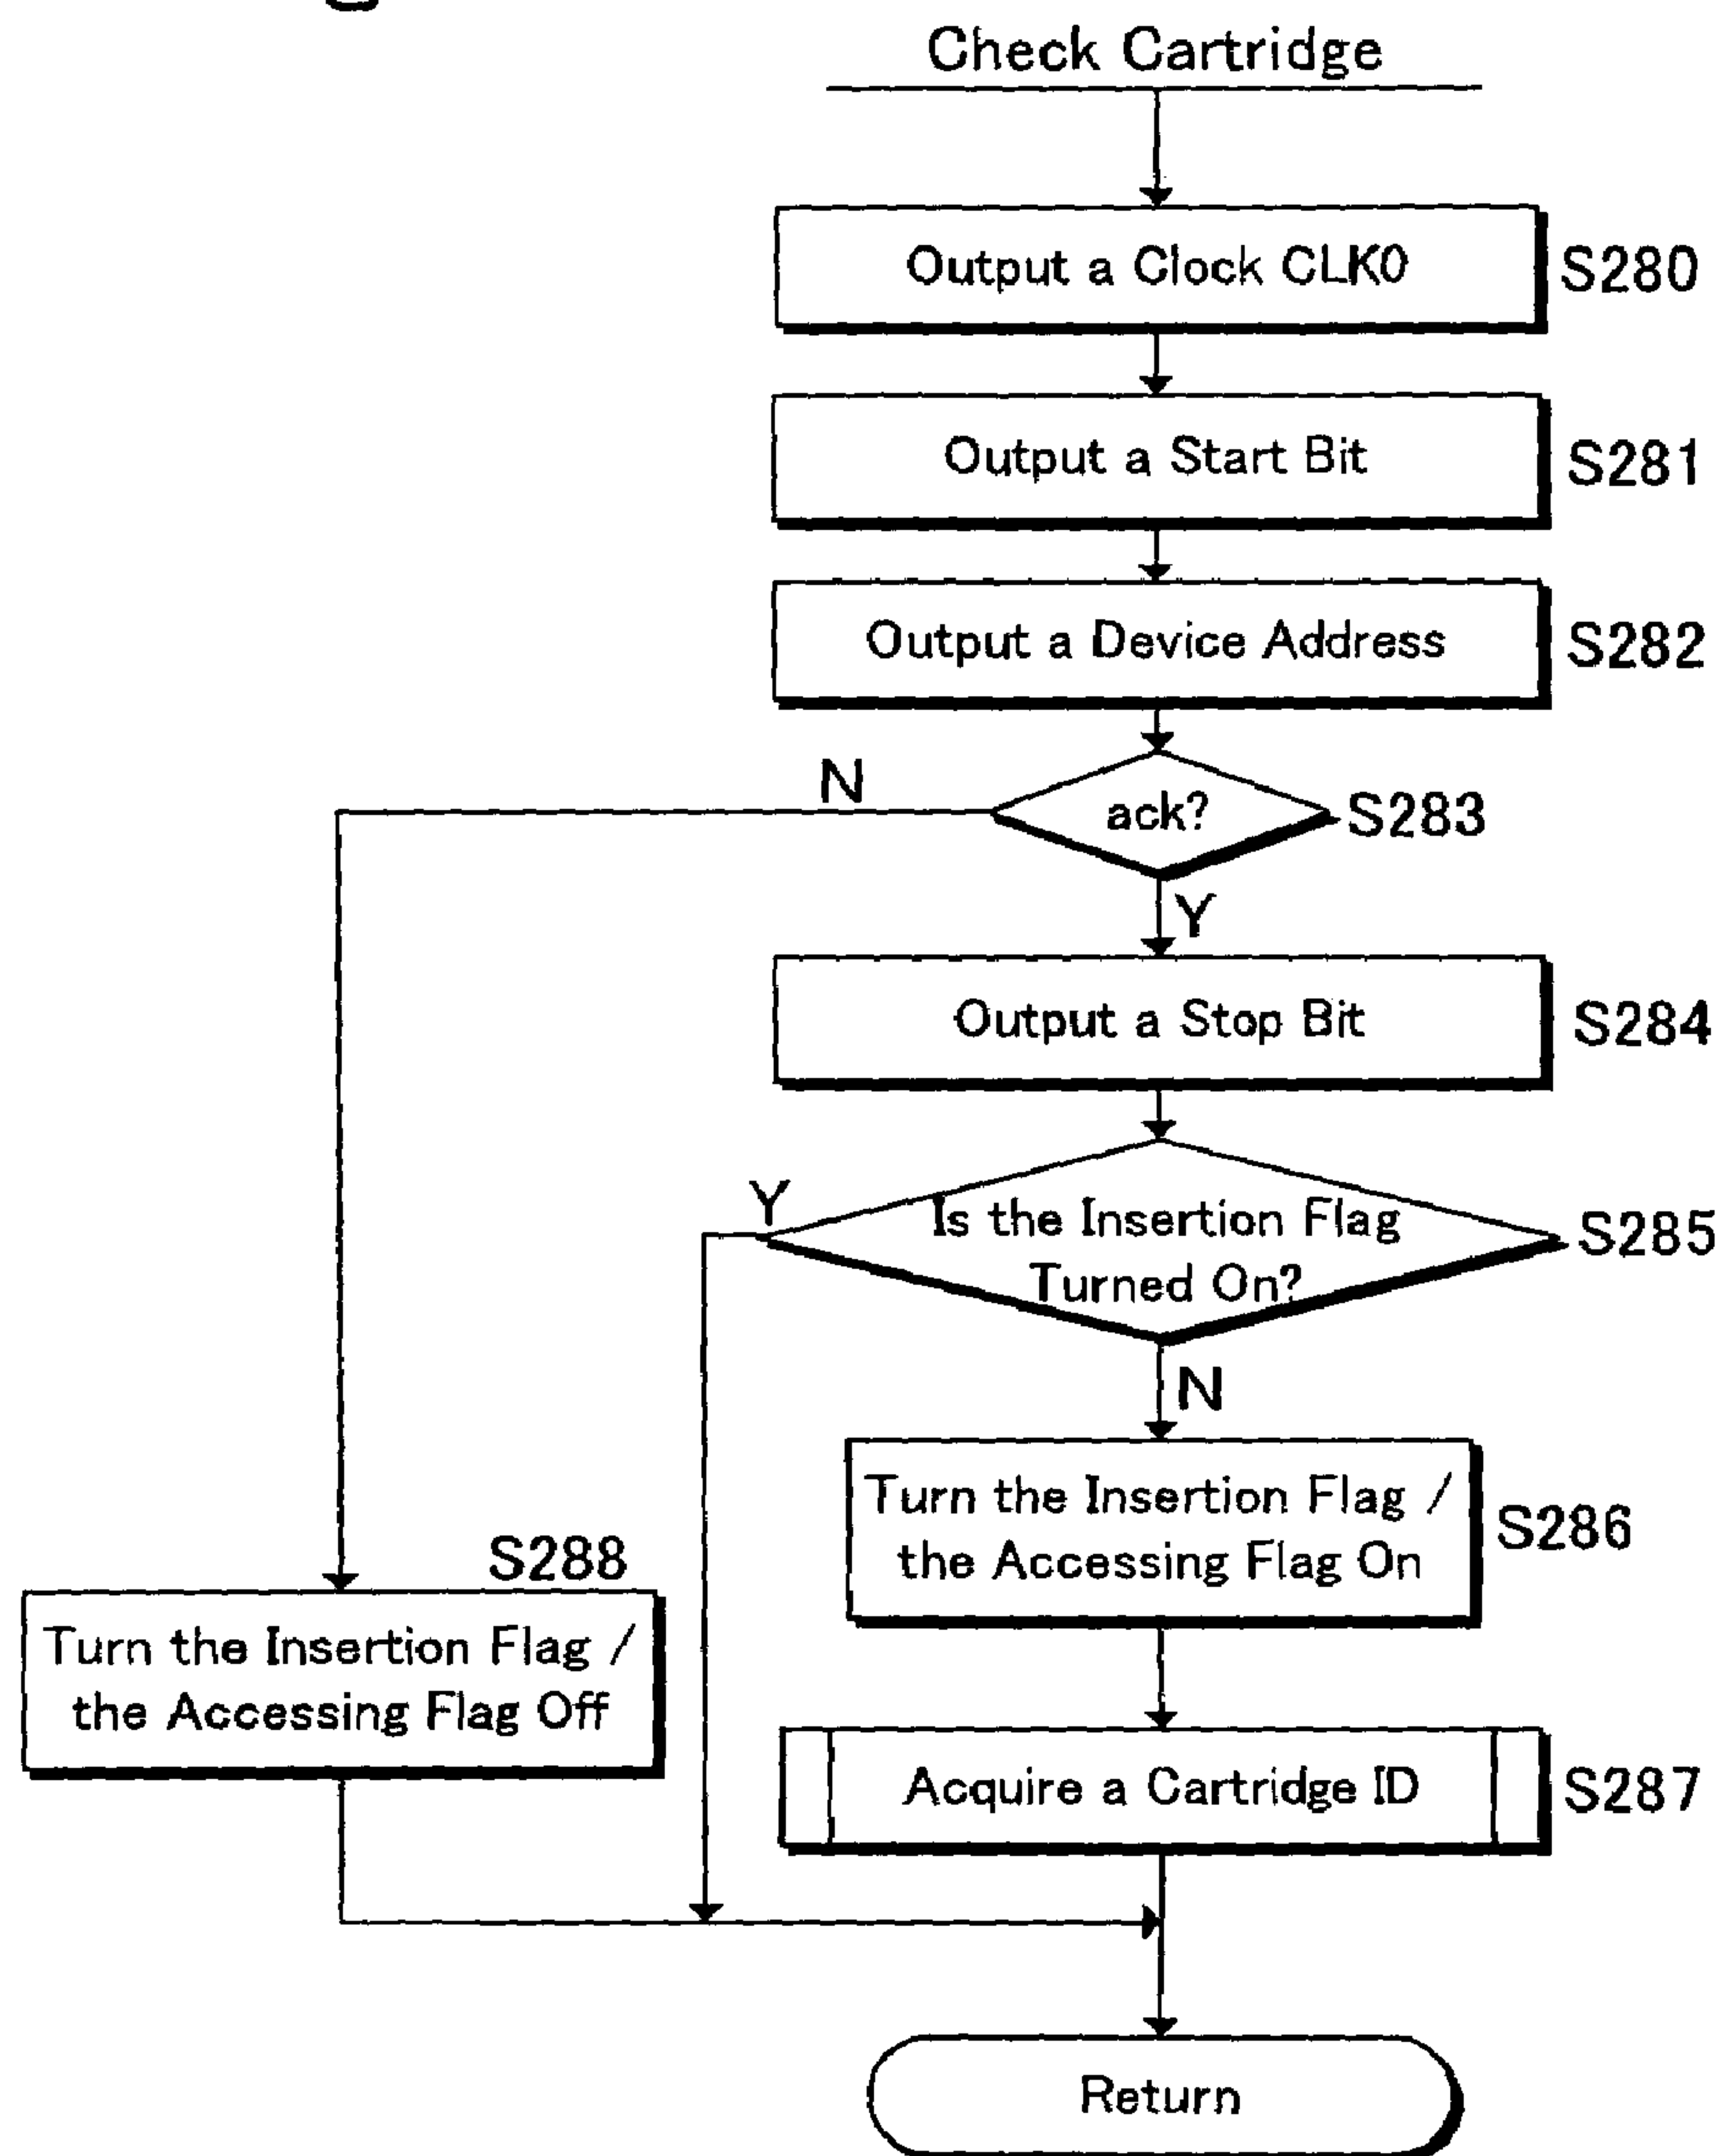 Check Cartridge
Output a Clock CLK0
S280
Output a Start Bit
S281
Output a Device Address
S282
N
ack?
S283
Y
Output a Stop Bit
S284
Y
Is the Insertion Flag
Turned On?
S285
N
Turn the Insertion Flag /
the Accessing Flag On
S286
S288
Turn the Insertion Flag /
the Accessing Flag Off
Acquire a Cartridge ID
S287
Return